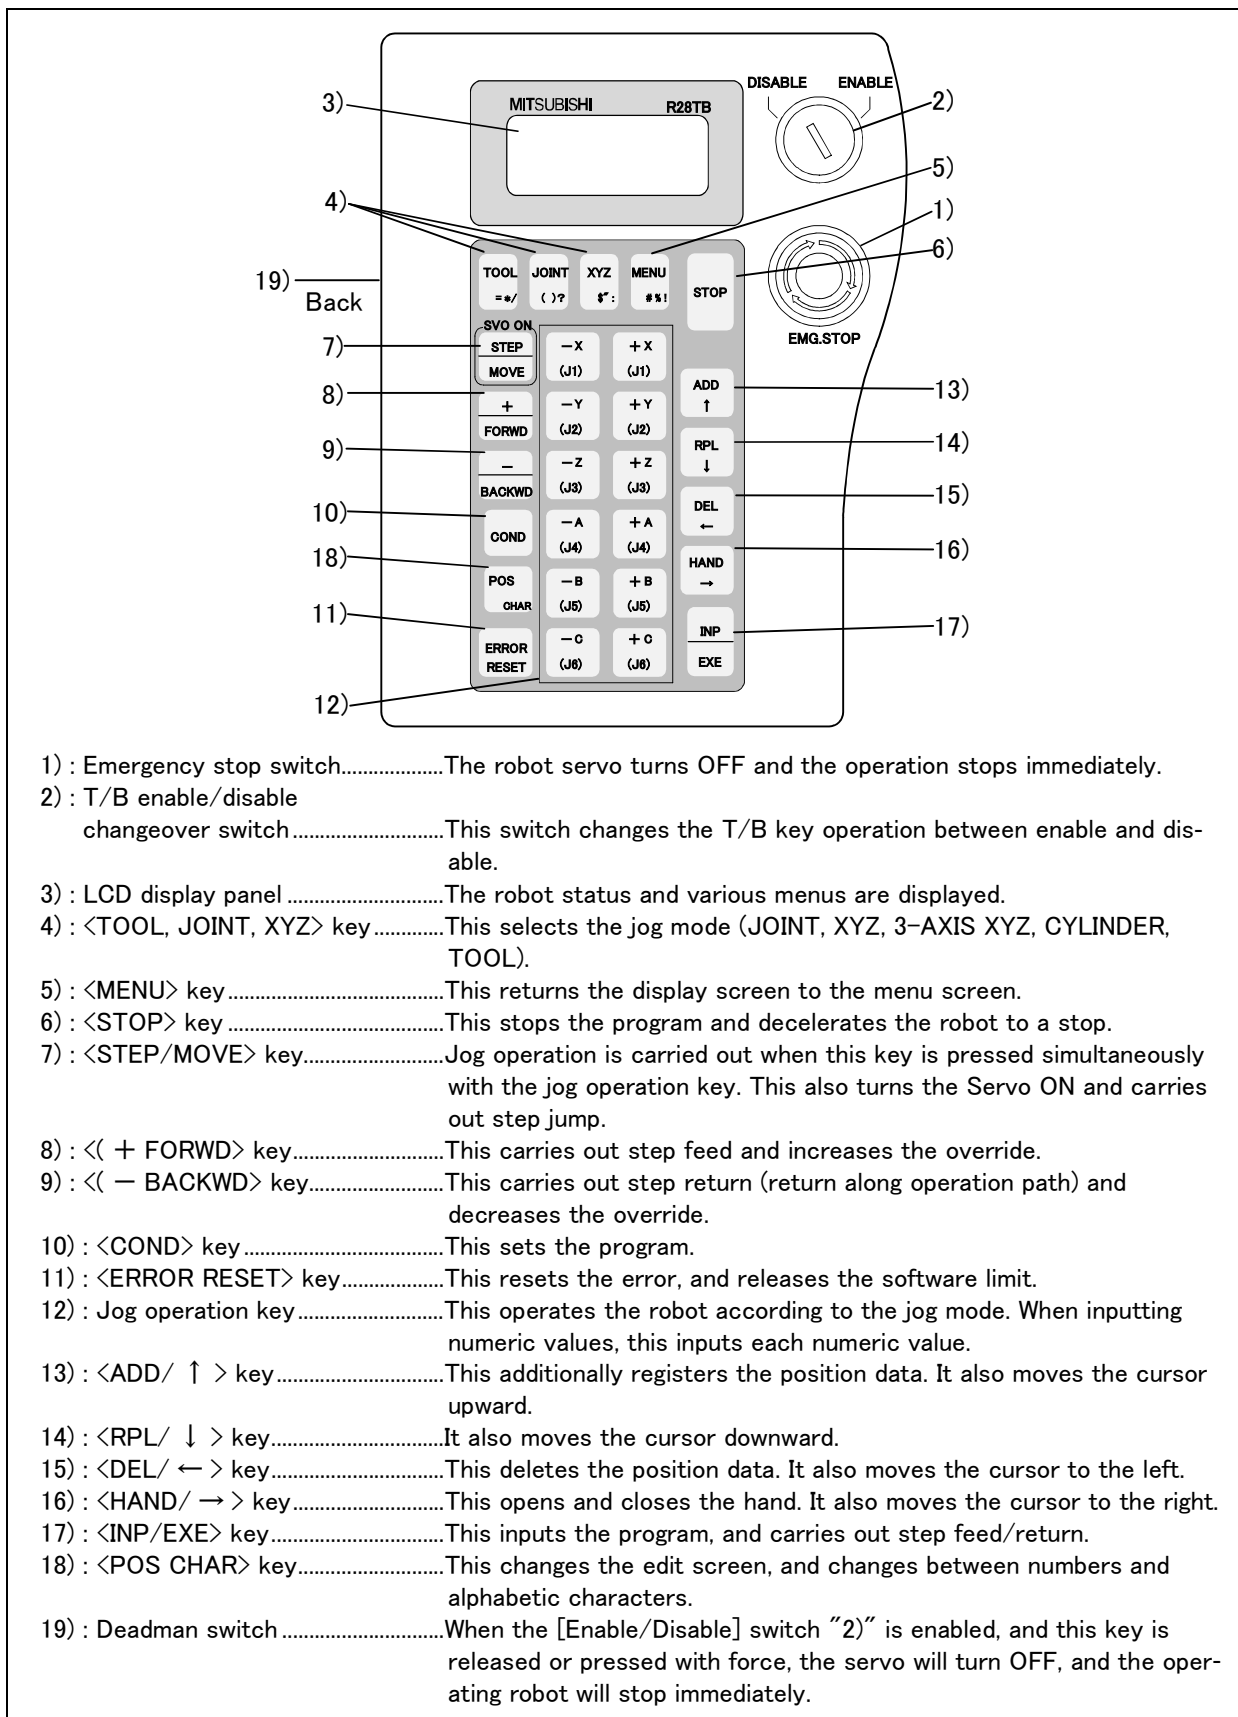 MITSUBISHI R28TB
DISABLE ENABLE
3)
2)
5)
4)
1)
6)
19)
Back
TOOL JOINT XYZ MENU
=*/ ( )? $": #%!
STOP
EMG.STOP
SVO ON
7)
STEP
MOVE
−X +X
(J1) (J1)
ADD
↑
13)
8)
+
FORWD
−Y +Y
(J2) (J2)
RPL
↓
14)
9)
−
BACKWD
−Z +Z
(J3) (J3)
DEL
←
15)
10)
COND
−A +A
(J4) (J4)
HAND
→
16)
18)
POS
CHAR
−B +B
(J5) (J5)
INP
EXE
17)
11)
ERROR
RESET
−C +C
(J6) (J6)
12)
1) : Emergency stop switch...................The robot servo turns OFF and the operation stops immediately.
2) : T/B enable/disable
changeover switch ............................This switch changes the T/B key operation between enable and dis-
able.
3) : LCD display panel .............................The robot status and various menus are displayed.
4) : <TOOL, JOINT, XYZ> key.............This selects the jog mode (JOINT, XYZ, 3-AXIS XYZ, CYLINDER,
TOOL).
5) : <MENU> key........................................This returns the display screen to the menu screen.
6) : <STOP> key ........................................This stops the program and decelerates the robot to a stop.
7) : <STEP/MOVE> key..........................Jog operation is carried out when this key is pressed simultaneously
with the jog operation key. This also turns the Servo ON and carries
out step jump.
8) : <( + FORWD> key............................This carries out step feed and increases the override.
9) : <( − BACKWD> key.........................This carries out step return (return along operation path) and
decreases the override.
10) : <COND> key .....................................This sets the program.
11) : <ERROR RESET> key...................This resets the error, and releases the software limit.
12) : Jog operation key...........................This operates the robot according to the jog mode. When inputting
numeric values, this inputs each numeric value.
13) : <ADD/ ↑ > key...............................This additionally registers the position data. It also moves the cursor
upward.
14) : <RPL/ ↓ > key................................It also moves the cursor downward.
15) : <DEL/ ← > key................................This deletes the position data. It also moves the cursor to the left.
16) : <HAND/ → > key...........................This opens and closes the hand. It also moves the cursor to the right.
17) : <INP/EXE> key..............................This inputs the program, and carries out step feed/return.
18) : <POS CHAR> key...........................This changes the edit screen, and changes between numbers and
alphabetic characters.
19) : Deadman switch ..............................When the [Enable/Disable] switch "2)" is enabled, and this key is
released or pressed with force, the servo will turn OFF, and the oper-
ating robot will stop immediately.